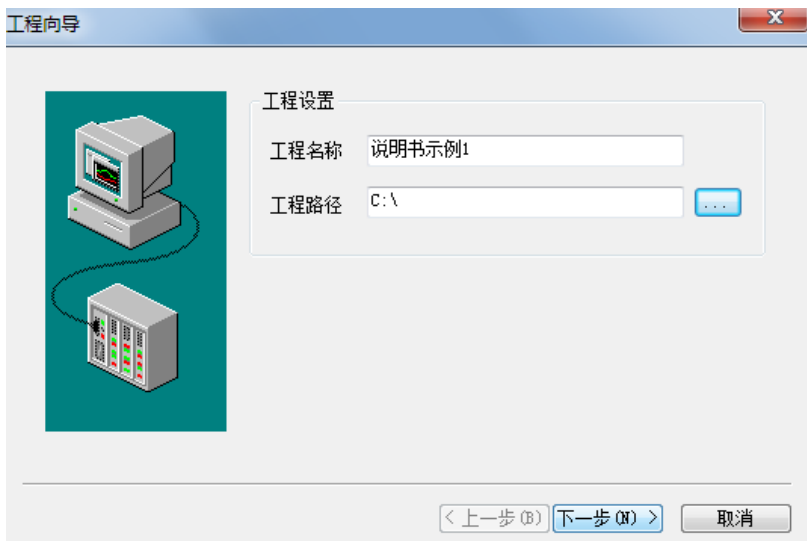 工程向导
工程设置
工程名称 说明书示例1
工程路径 C:\ ...
< 上一步(B) 下一步(N) > 取消